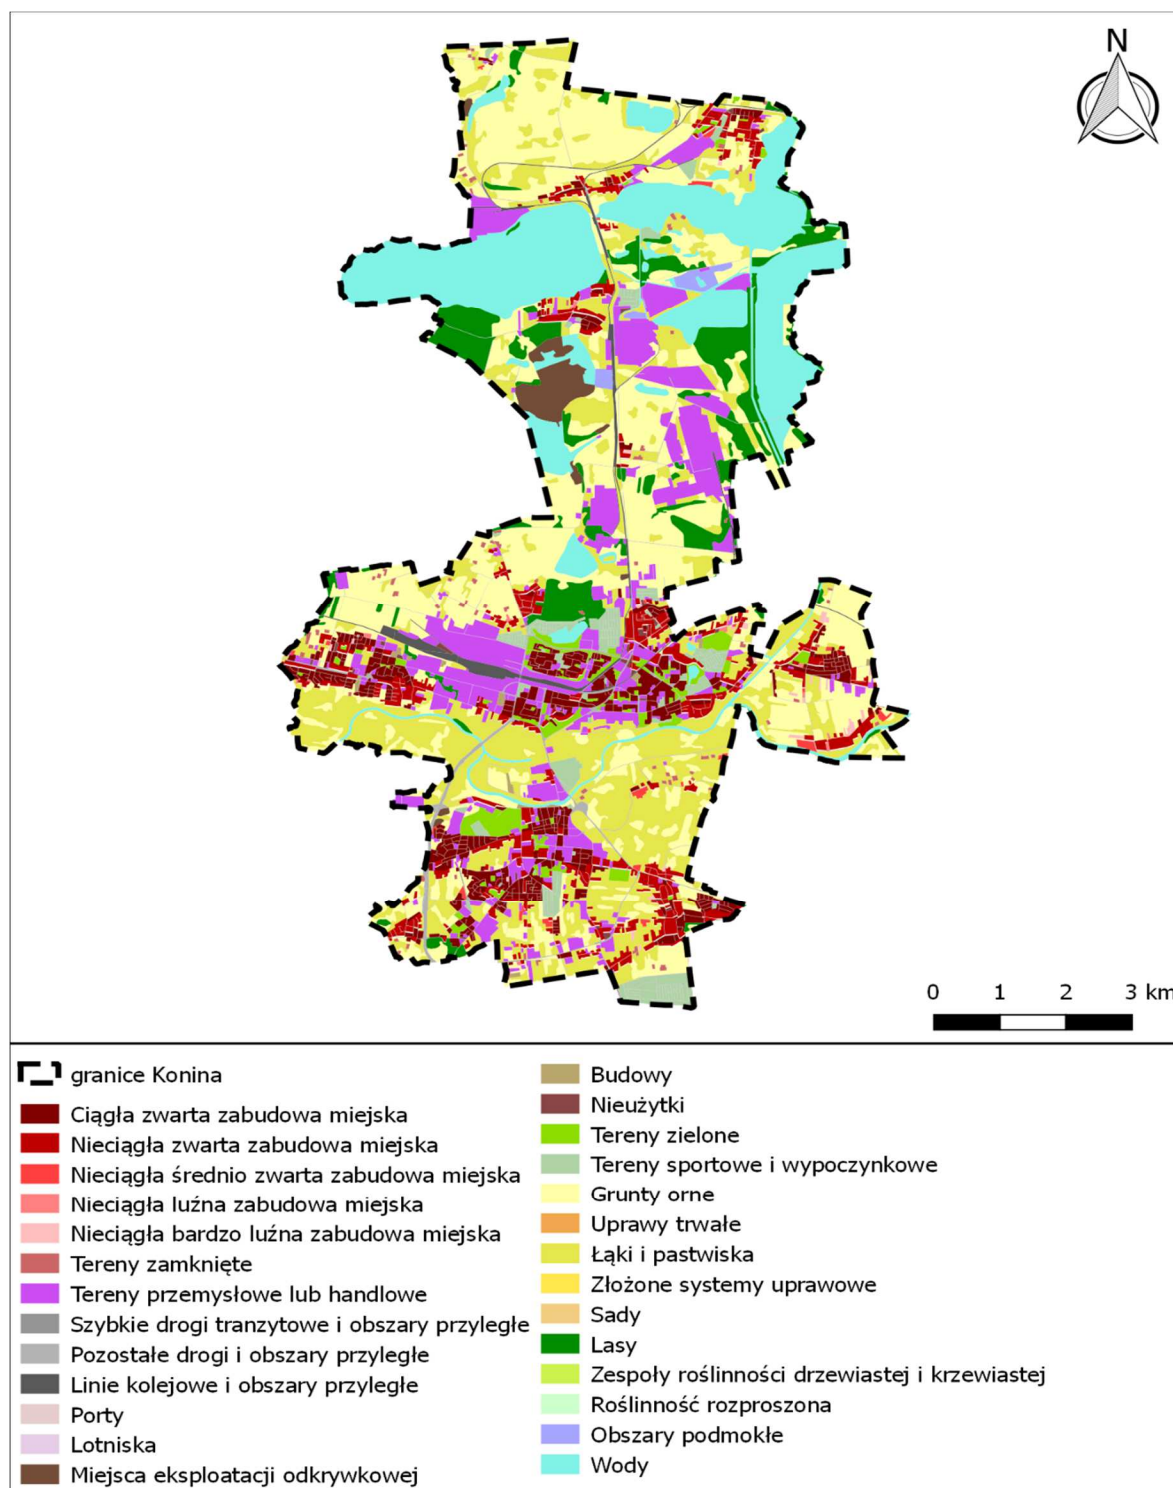 N
0 1 2 3 km
granice Konina
Ciągła zwarta zabudowa miejska
Nieciągła zwarta zabudowa miejska
Nieciągła średnio zwarta zabudowa miejska
Nieciągła luźna zabudowa miejska
Nieciągła bardzo luźna zabudowa miejska
Tereny zamknięte
Tereny przemysłowe lub handlowe
Szybkie drogi tranzytowe i obszary przyległe
Pozostałe drogi i obszary przyległe
Linie kolejowe i obszary przyległe
Porty
Lotniska
Miejsca eksploatacji odkrywkowej
Budowy
Nieużytki
Tereny zielone
Tereny sportowe i wypoczynkowe
Grunty orne
Uprawy trwałe
Łąki i pastwiska
Złożone systemy uprawowe
Sady
Lasy
Zespoły roślinności drzewiastej i krzewiastej
Roślinność rozproszona
Obszary podmokłe
Wody